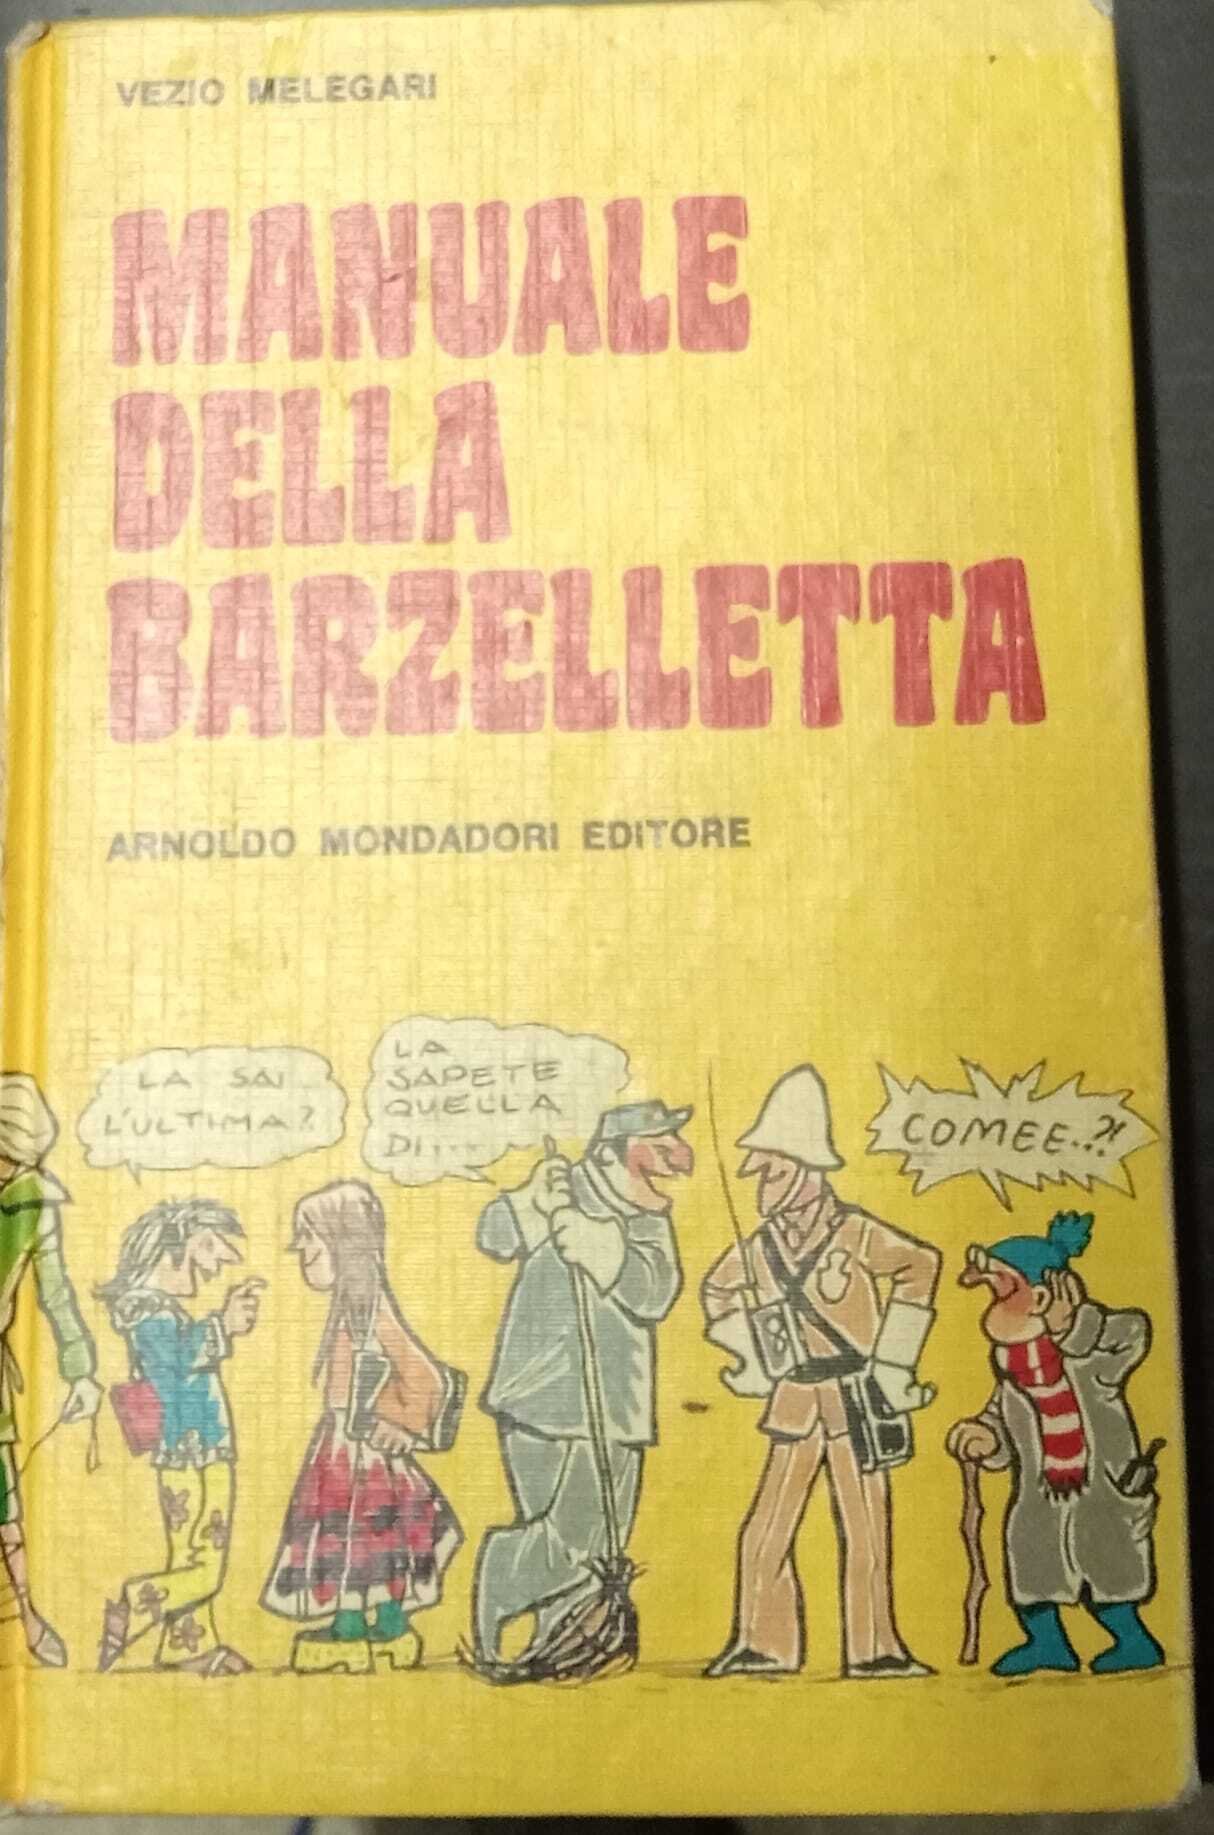 VEZIO MELEGARI
MANUALE
DELLA
BARZELLETTA
ARNOLDO MONDADORI EDITORE
LA SAI
L'ULTIMA?
LA
SAPETE
QUELLA
DI......
COMEE..?!